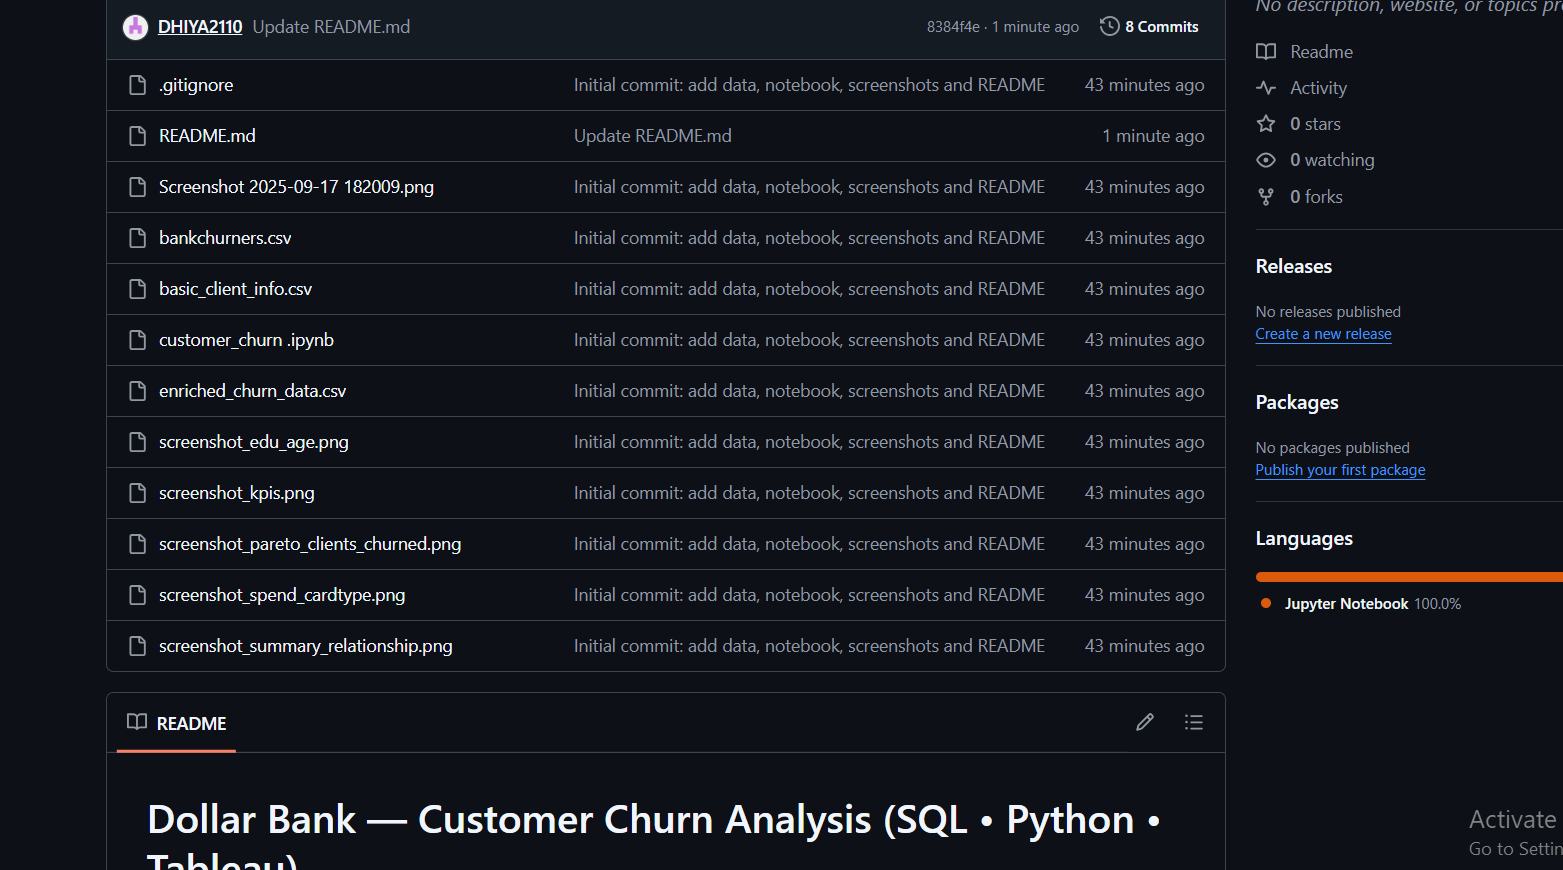 No description, website, or topics
DHIYA2110 Update README.md 8384f4e · 1 minute ago 8 Commits
.gitignore Initial commit: add data, notebook, screenshots and README 43 minutes ago
README.md Update README.md 1 minute ago
Screenshot 2025-09-17 182009.png Initial commit: add data, notebook, screenshots and README 43 minutes ago
bankchurners.csv Initial commit: add data, notebook, screenshots and README 43 minutes ago
basic_client_info.csv Initial commit: add data, notebook, screenshots and README 43 minutes ago
customer_churn .ipynb Initial commit: add data, notebook, screenshots and README 43 minutes ago
enriched_churn_data.csv Initial commit: add data, notebook, screenshots and README 43 minutes ago
screenshot_edu_age.png Initial commit: add data, notebook, screenshots and README 43 minutes ago
screenshot_kpis.png Initial commit: add data, notebook, screenshots and README 43 minutes ago
screenshot_pareto_clients_churned.png Initial commit: add data, notebook, screenshots and README 43 minutes ago
screenshot_spend_cardtype.png Initial commit: add data, notebook, screenshots and README 43 minutes ago
screenshot_summary_relationship.png Initial commit: add data, notebook, screenshots and README 43 minutes ago
README
Dollar Bank — Customer Churn Analysis (SQL • Python •
Tableau)
Readme
Activity
0 stars
0 watching
0 forks
Releases
No releases published
Create a new release
Packages
No packages published
Publish your first package
Languages
Jupyter Notebook 100.0%
Activate
Go to Settin